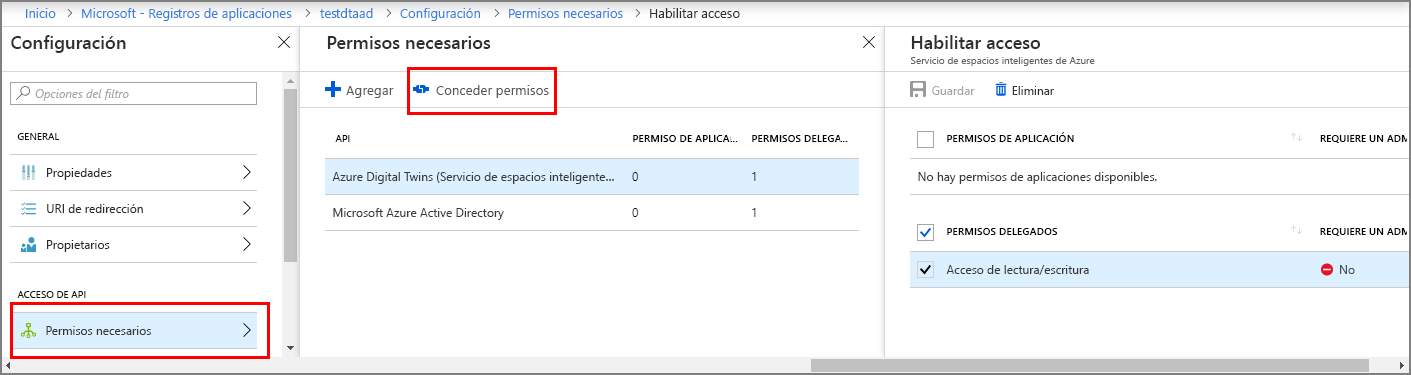 Inicio > Microsoft - Registros de aplicaciones > testdtaad > Configuración > Permisos necesarios > Habilitar acceso
Configuración
Opciones del filtro
GENERAL
Propiedades
URI de redirección
Propietarios
ACCESO DE API
Permisos necesarios
Permisos necesarios
Agregar
Conceder permisos
API PERMISO DE APLICA... PERMISOS DELEGA...
Azure Digital Twins (Servicio de espacios inteligente... 0 1
Microsoft Azure Active Directory 0 1
Habilitar acceso
Servicio de espacios inteligentes de Azure
Guardar
Eliminar
PERMISOS DE APLICACIÓN REQUIERE UN ADM
No hay permisos de aplicaciones disponibles.
PERMISOS DELEGADOS REQUIERE UN ADM
Acceso de lectura/escritura No